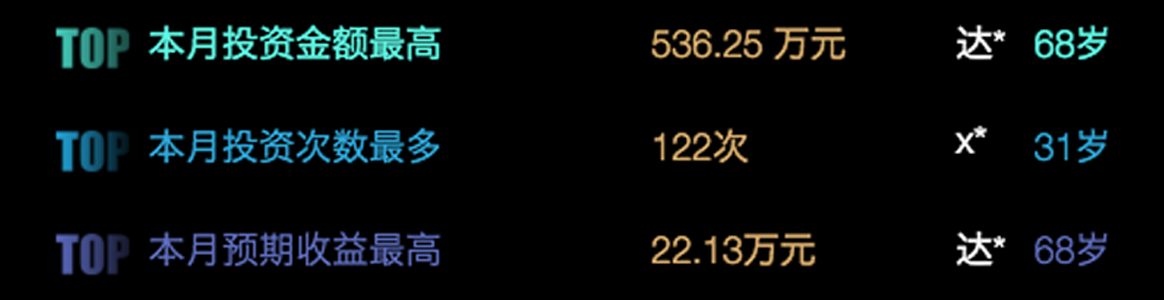 TOP 本月投资金额最高 536.25 万元 达* 68岁
TOP 本月投资次数最多 122次 x* 31岁
TOP 本月预期收益最高 22.13万元 达* 68岁